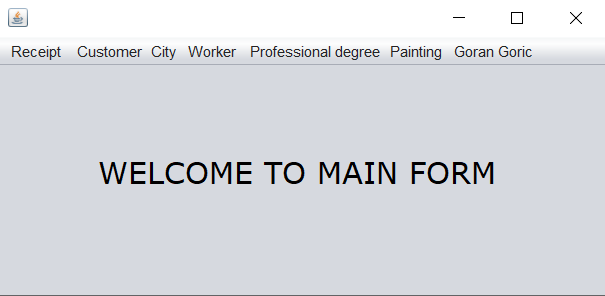 Receipt Customer City Worker Professional degree Painting Goran Goric
WELCOME TO MAIN FORM